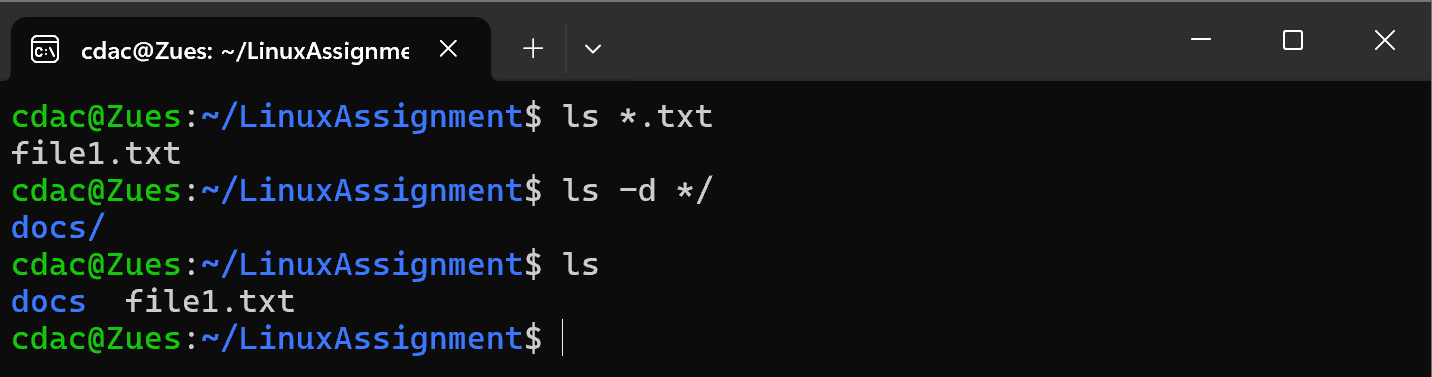 cdac@Zues: ~/LinuxAssignme
cdac@Zues:~/LinuxAssignment$ ls *.txt
file1.txt
cdac@Zues:~/LinuxAssignment$ ls -d */
docs/
cdac@Zues:~/LinuxAssignment$ ls
docs  file1.txt
cdac@Zues:~/LinuxAssignment$